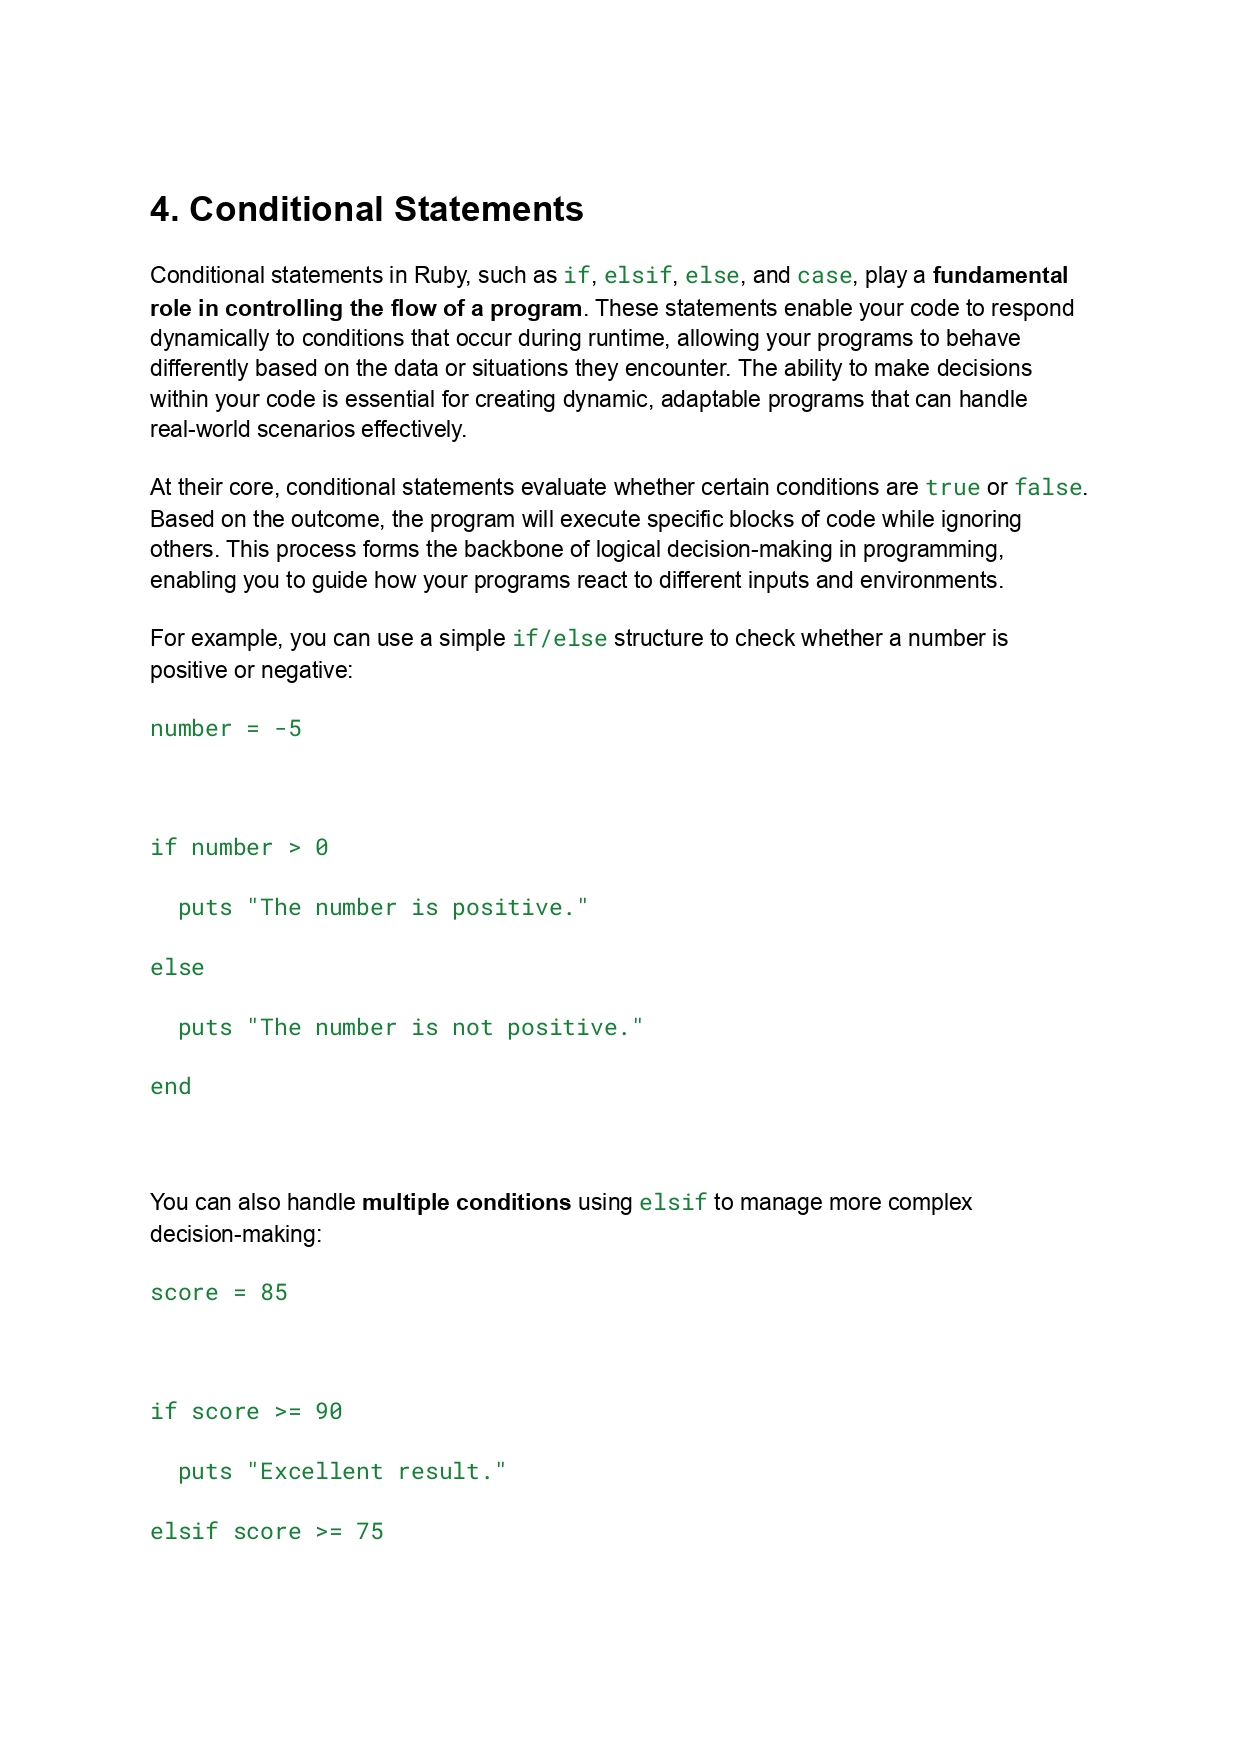 4. Conditional Statements
Conditional statements in Ruby, such as if, elsif, else, and case, play a fundamental
role in controlling the flow of a program. These statements enable your code to respond
dynamically to conditions that occur during runtime, allowing your programs to behave
differently based on the data or situations they encounter. The ability to make decisions
within your code is essential for creating dynamic, adaptable programs that can handle
real-world scenarios effectively.
At their core, conditional statements evaluate whether certain conditions are true or false.
Based on the outcome, the program will execute specific blocks of code while ignoring
others. This process forms the backbone of logical decision-making in programming,
enabling you to guide how your programs react to different inputs and environments.
For example, you can use a simple if/else structure to check whether a number is
positive or negative:
number = -5
if number > 0
  puts "The number is positive."
else
  puts "The number is not positive."
end
You can also handle multiple conditions using elsif to manage more complex
decision-making:
score = 85
if score >= 90
  puts "Excellent result."
elsif score >= 75